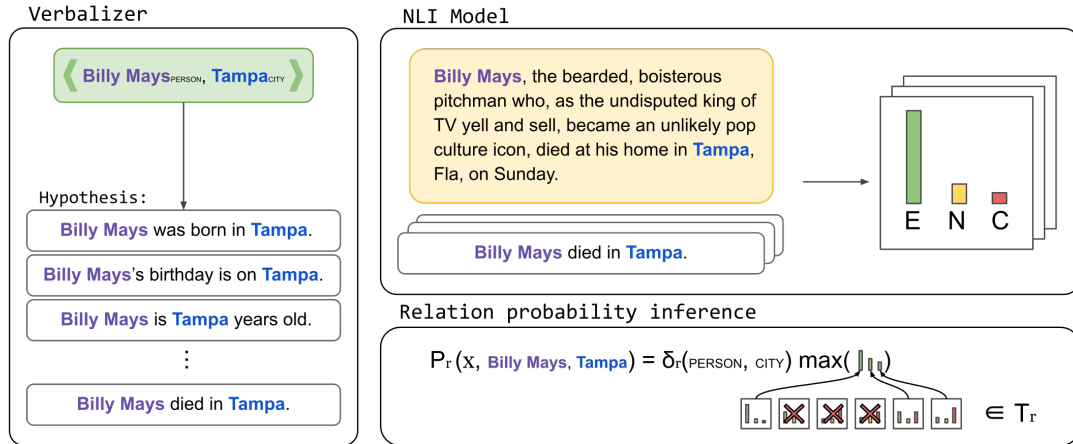 Verbalizer
❰ Billy Mays PERSON, Tampa CITY ❱
Hypothesis:
Billy Mays was born in Tampa.
Billy Mays's birthday is on Tampa.
Billy Mays is Tampa years old.
⋮
Billy Mays died in Tampa.
NLI Model
Billy Mays, the bearded, boisterous
pitchman who, as the undisputed king of
TV yell and sell, became an unlikely pop
culture icon, died at his home in Tampa,
Fla, on Sunday.
Billy Mays died in Tampa.
E N C
Relation probability inference
Pr(x, Billy Mays, Tampa) = δr(PERSON, CITY) max( )
∈ Tr